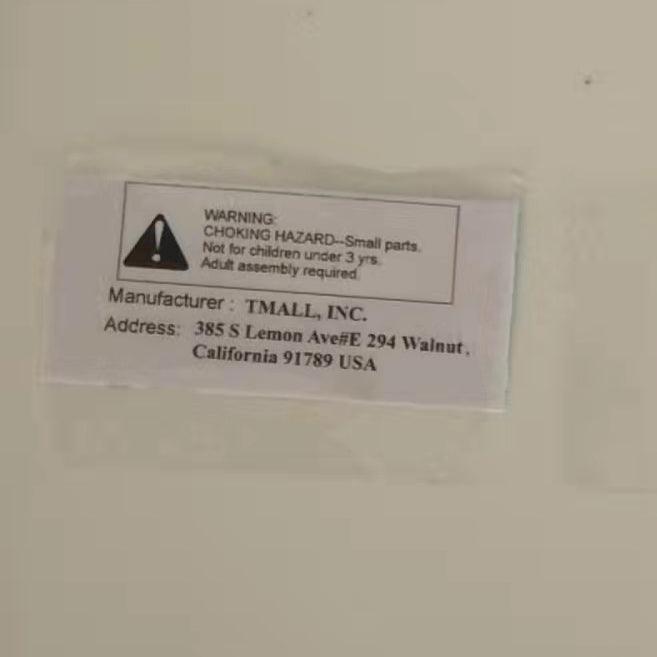 WARNING:
CHOKING HAZARD--Small parts.
Not for children under 3 yrs.
Adult assembly required.
Manufacturer : TMALL, INC.
Address: 385 S Lemon Ave#E 294 Walnut,
California 91789 USA